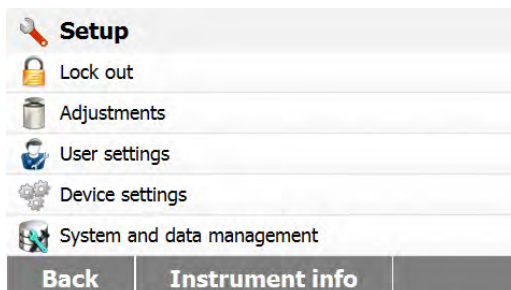 Setup
Lock out
Adjustments
User settings
Device settings
System and data management
Back Instrument info